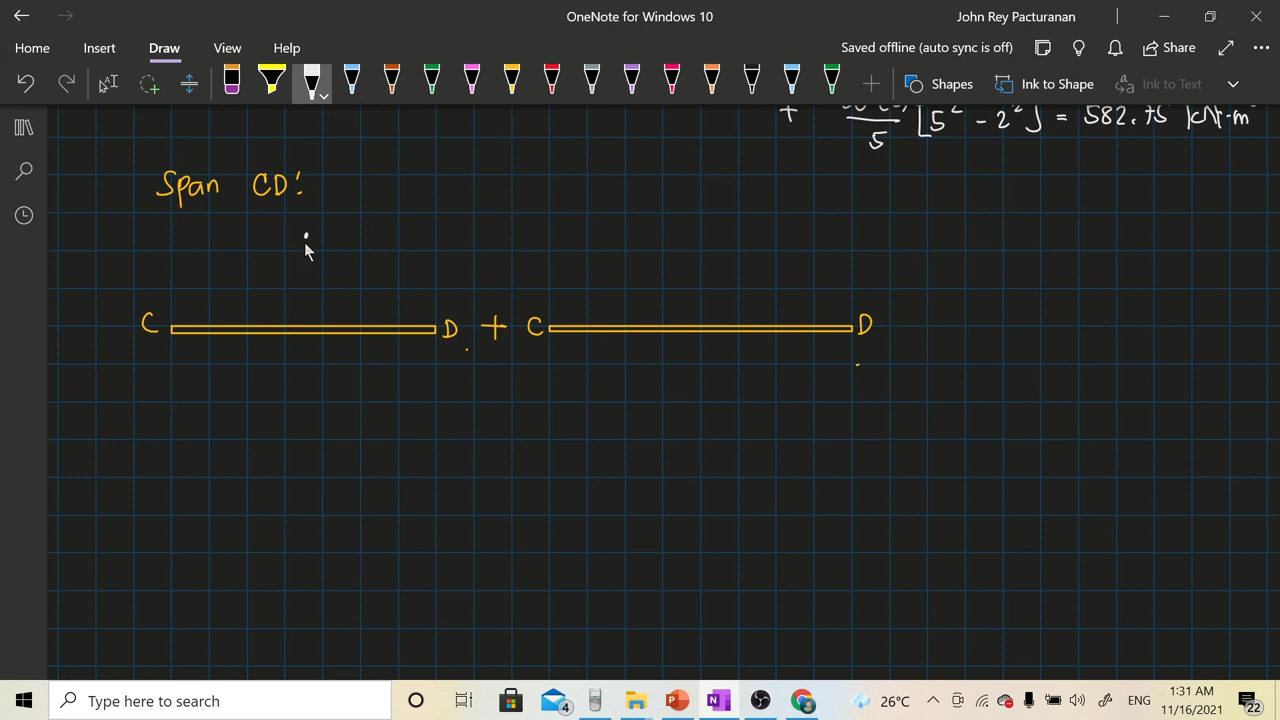 OneNote for Windows 10
John Rey Pacturanan
Home Insert Draw View Help
Saved offline (auto sync is off) Share
Shapes Ink to Shape Ink to Text
+ 5 [5² - 2²] = 582.75 kN·m²
Span CD:
C D + C D
Type here to search
4
26°C
1:31 AM
11/16/2021
22